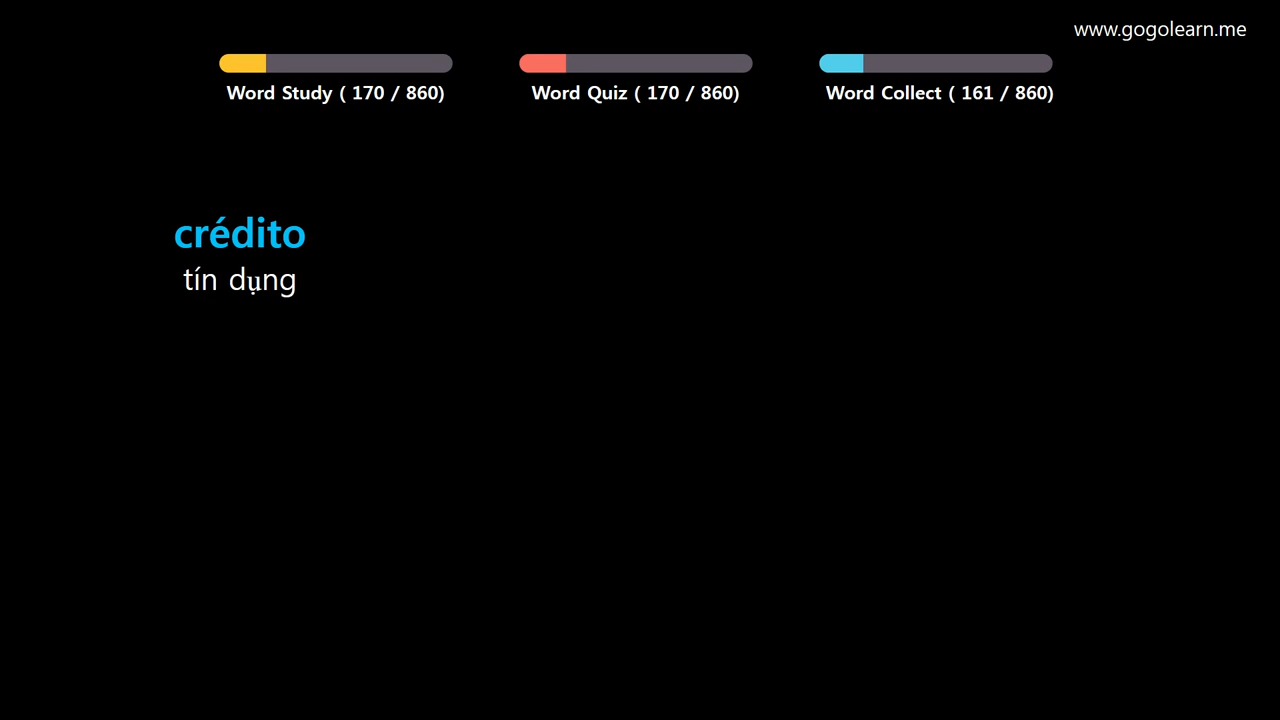 www.gogolearn.me
Word Study ( 170 / 860)
Word Quiz ( 170 / 860)
Word Collect ( 161 / 860)
crédito
tín dụng